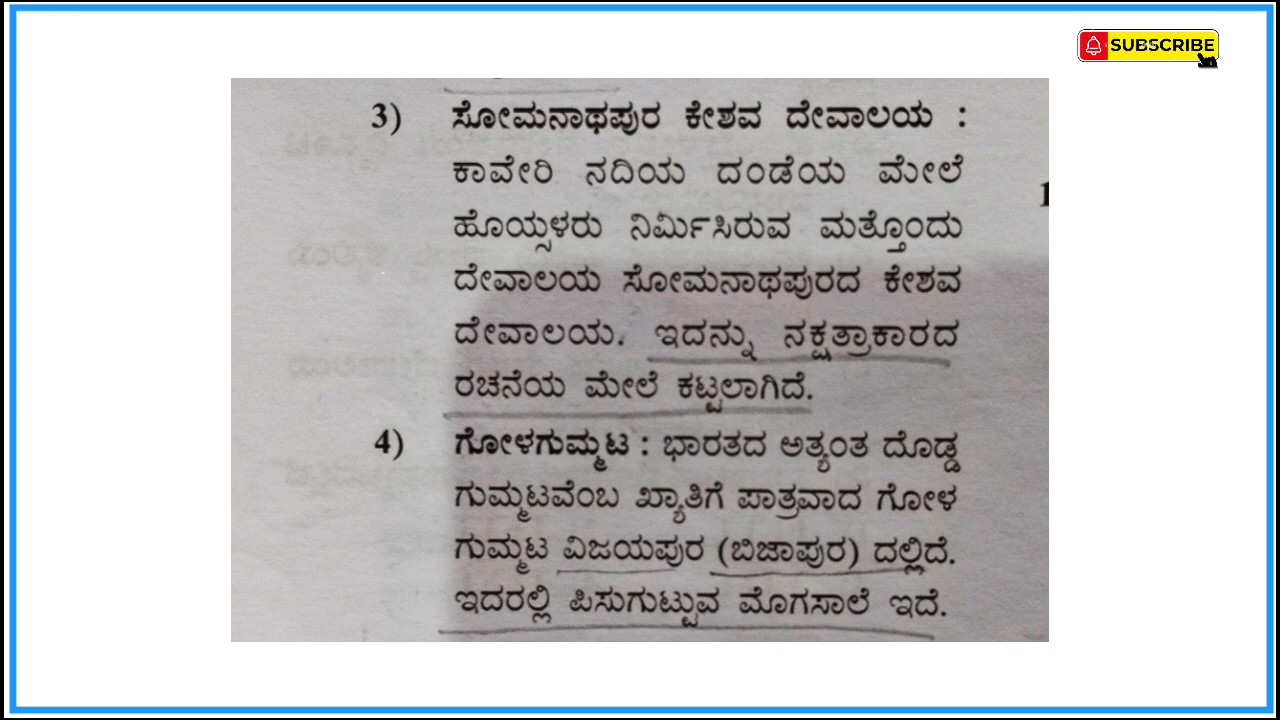 SUBSCRIBE
3) ಸೋಮನಾಥಪುರ ಕೇಶವ ದೇವಾಲಯ :
ಕಾವೇರಿ ನದಿಯ ದಂಡೆಯ ಮೇಲೆ
ಹೊಯ್ಸಳರು ನಿರ್ಮಿಸಿರುವ ಮತ್ತೊಂದು
ದೇವಾಲಯ ಸೋಮನಾಥಪುರದ ಕೇಶವ
ದೇವಾಲಯ. ಇದನ್ನು ನಕ್ಷತ್ರಾಕಾರದ
ರಚನೆಯ ಮೇಲೆ ಕಟ್ಟಲಾಗಿದೆ.
4) ಗೋಳಗುಮ್ಮಟ : ಭಾರತದ ಅತ್ಯಂತ ದೊಡ್ಡ
ಗುಮ್ಮಟವೆಂಬ ಖ್ಯಾತಿಗೆ ಪಾತ್ರವಾದ ಗೋಳ
ಗುಮ್ಮಟ ವಿಜಯಪುರ (ಬಿಜಾಪುರ) ದಲ್ಲಿದೆ.
ಇದರಲ್ಲಿ ಪಿಸುಗುಟ್ಟುವ ಮೊಗಸಾಲೆ ಇದೆ.